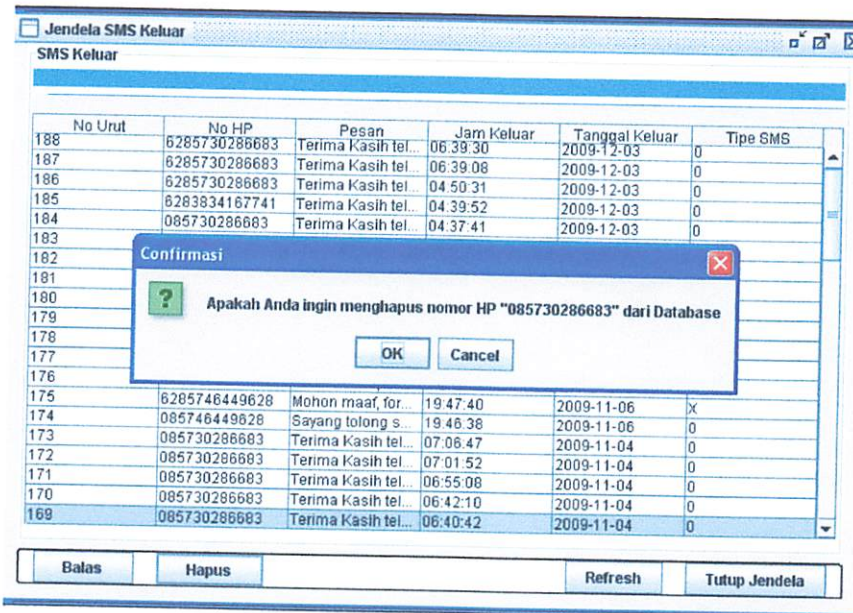 Jendela SMS Keluar
SMS Keluar
No Urut No HP Pesan Jam Keluar Tanggal Keluar Tipe SMS
188 6285730286683 Terima Kasih tel... 06:39:30 2009-12-03 0
187 6285730286683 Terima Kasih tel... 06:39:08 2009-12-03 0
186 6285730286683 Terima Kasih tel... 04:50:31 2009-12-03 0
185 6283834167741 Terima Kasih tel... 04:39:52 2009-12-03 0
184 085730286683 Terima Kasih tel... 04:37:41 2009-12-03 0
183
182
181
180
179
178
177
176
Confirmasi
? Apakah Anda ingin menghapus nomor HP "085730286683" dari Database
OK Cancel
175 6285746449628 Mohon maaf, for... 19:47:40 2009-11-06 X
174 085746449628 Sayang tolong s... 19:46:38 2009-11-06 0
173 085730286683 Terima Kasih tel... 07:06:47 2009-11-04 0
172 085730286683 Terima Kasih tel... 07:01:52 2009-11-04 0
171 085730286683 Terima Kasih tel... 06:55:08 2009-11-04 0
170 085730286683 Terima Kasih tel... 06:42:10 2009-11-04 0
169 085730286683 Terima Kasih tel... 06:40:42 2009-11-04 0
Balas Hapus Refresh Tutup Jendela